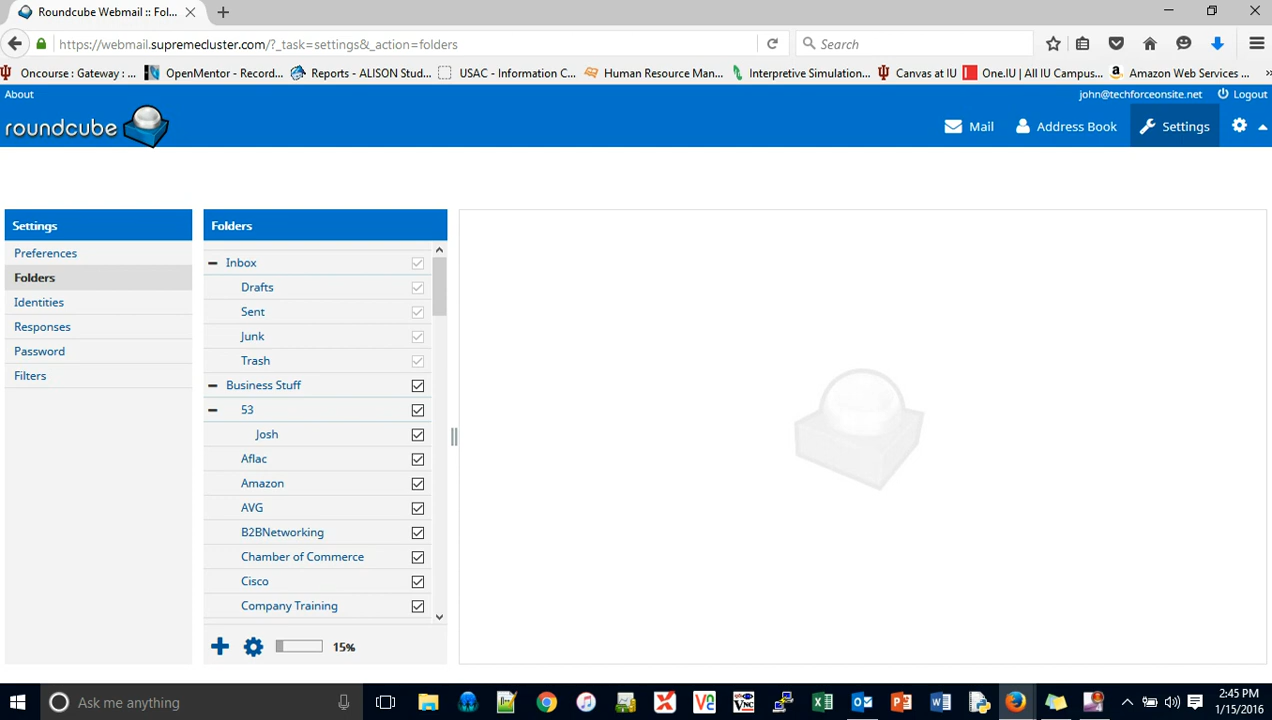 Roundcube Webmail :: Fol...
https://webmail.supremecluster.com/?_task=settings&_action=folders
Search
Oncourse : Gateway : ...
OpenMentor - Record...
Reports - ALISON Stud...
USAC - Information C...
Human Resource Man...
Interpretive Simulation...
Canvas at IU
One.IU | All IU Campus...
Amazon Web Services ...
About
john@techforceonsite.net
Logout
roundcube
Mail
Address Book
Settings
Settings
Preferences
Folders
Identities
Responses
Password
Filters
Folders
Inbox
Drafts
Sent
Junk
Trash
Business Stuff
53
Josh
Aflac
Amazon
AVG
B2BNetworking
Chamber of Commerce
Cisco
Company Training
15%
Ask me anything
2:45 PM
1/15/2016